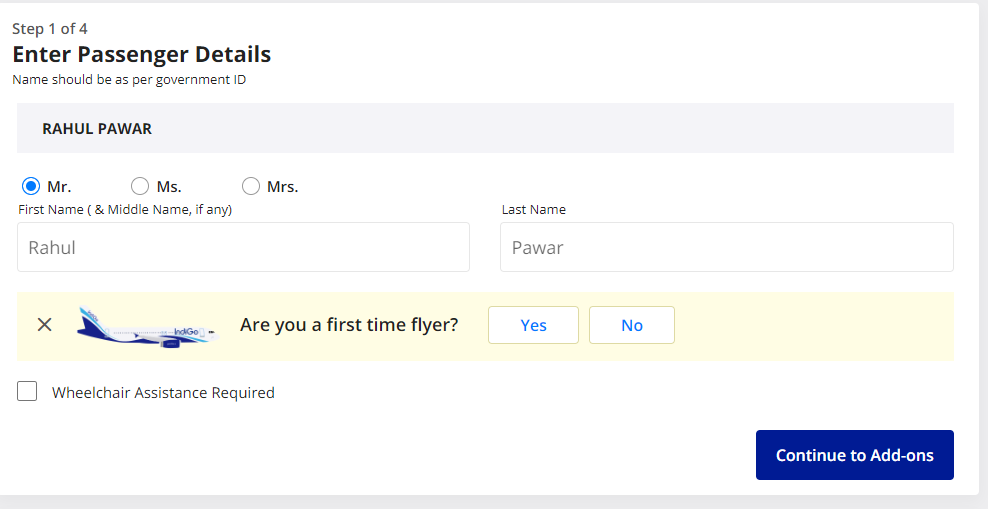 Step 1 of 4
Enter Passenger Details
Name should be as per government ID
RAHUL PAWAR
Mr. Ms. Mrs.
First Name ( & Middle Name, if any) Last Name
Rahul Pawar
IndiGo Are you a first time flyer? Yes No
Wheelchair Assistance Required
Continue to Add-ons